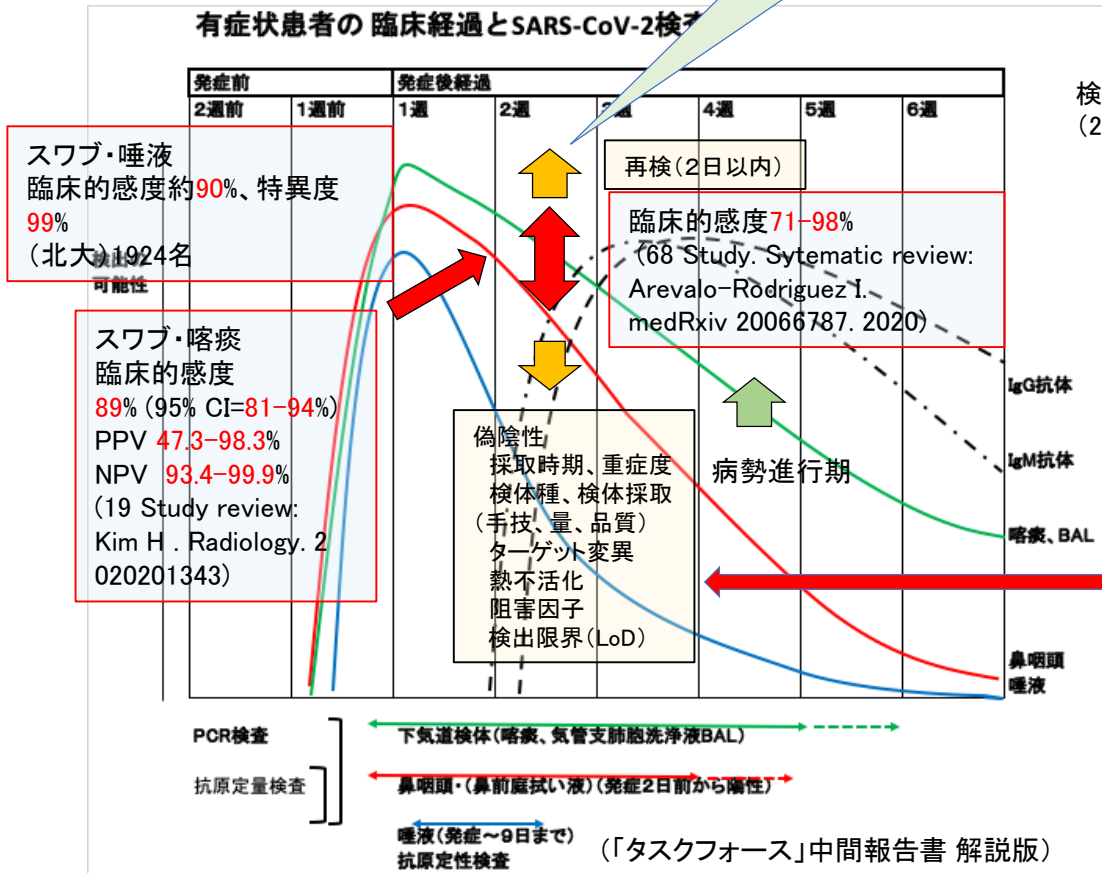 有症状患者の 臨床経過とSARS-CoV-2検
発症前
発症後経過
2週前
1週前
1週
2週
3週
4週
5週
6週
検
(2
スワブ・唾液
臨床的感度約90%、特異度
99%
(北大)1924名
可能性
再検(2日以内)
臨床的感度71-98%
(68 Study. Sytematic review:
Arevalo-Rodriguez I.
medRxiv 20066787. 2020)
スワブ・喀痰
臨床的感度
89% (95% CI=81-94%)
PPV 47.3-98.3%
NPV 93.4-99.9%
(19 Study review:
Kim H . Radiology. 2
020201343)
偽陰性
採取時期、重症度
検体種、検体採取
(手技、量、品質)
ターゲット変異
熱不活化
阻害因子
検出限界(LoD)
病勢進行期
IgG抗体
IgM抗体
喀痰、BAL
鼻咽頭
唾液
PCR検査
下気道検体(喀痰、気管支肺胞洗浄液BAL)
抗原定量検査
鼻咽頭・(鼻前庭拭い液)(発症2日前から陽性)
唾液(発症～9日まで)
抗原定性検査
(「タスクフォース」中間報告書 解説版)